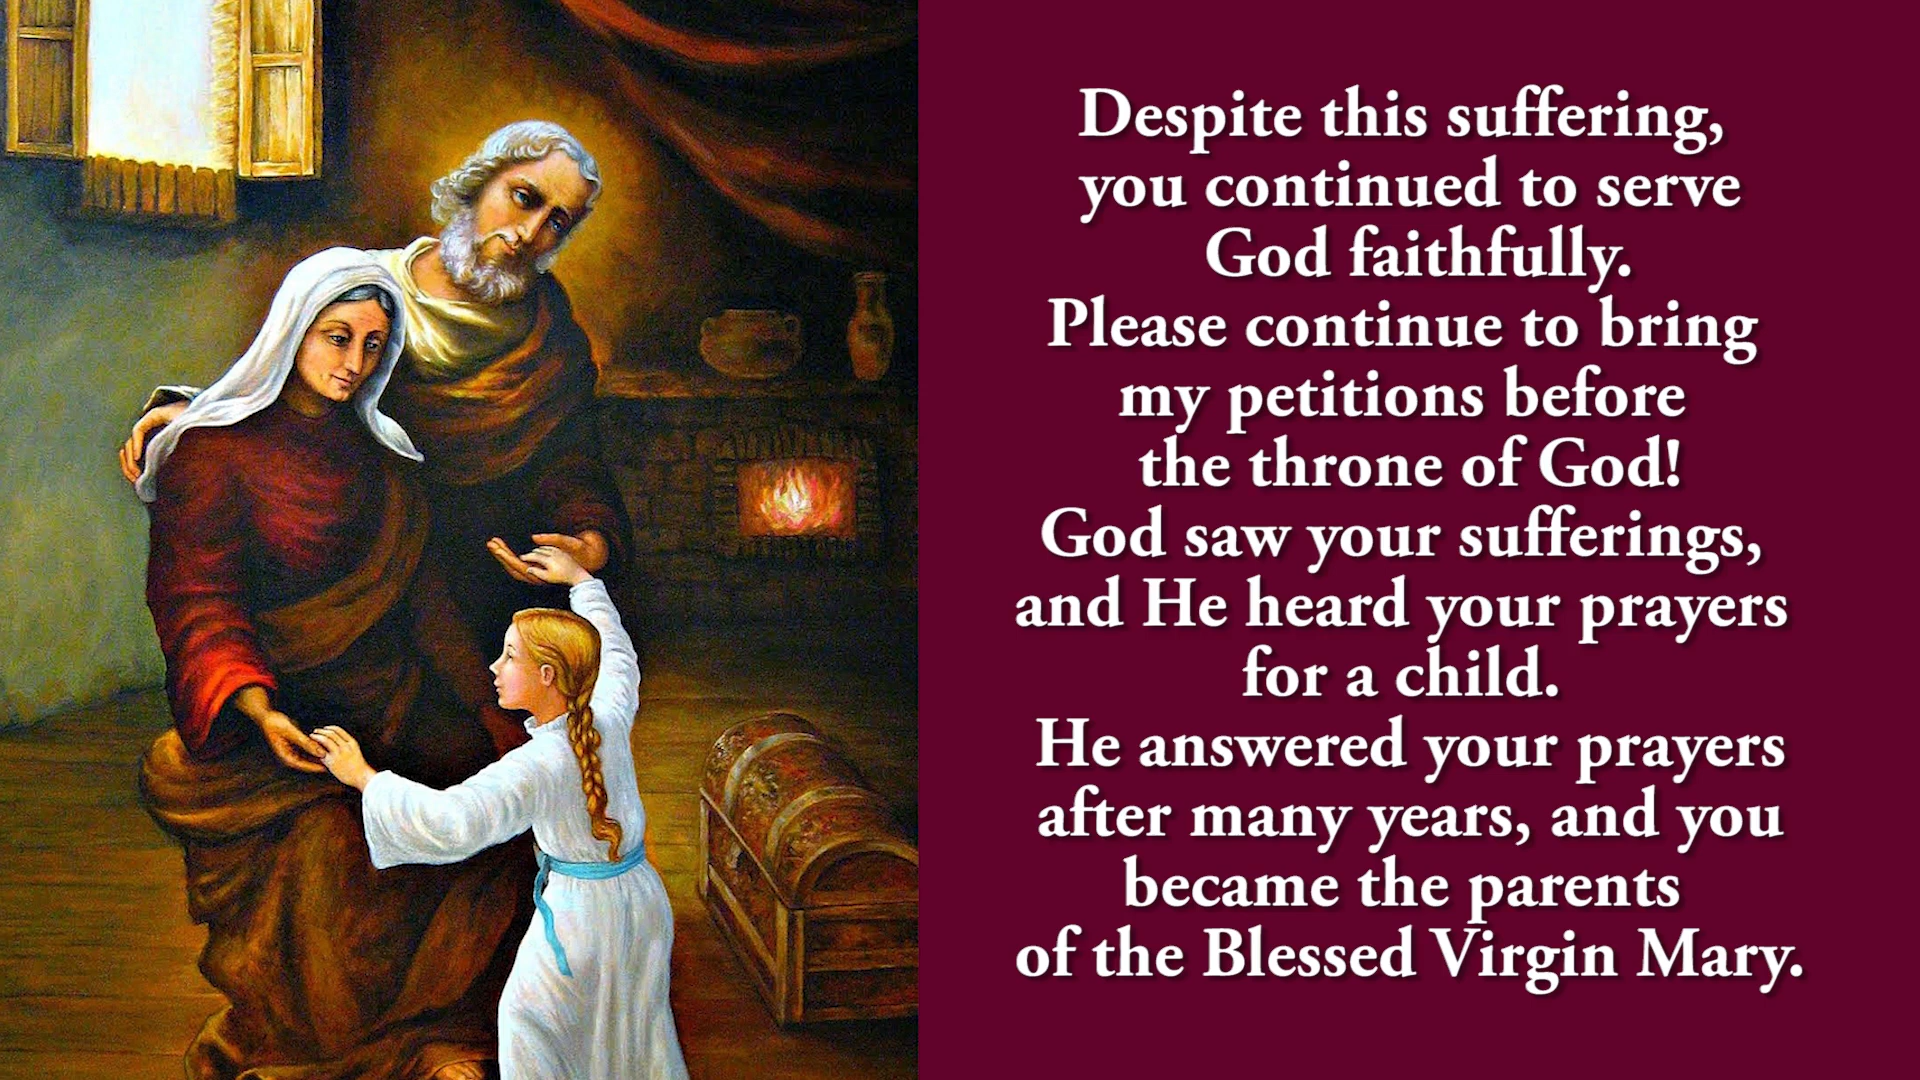 Despite this suffering,
you continued to serve
God faithfully.
Please continue to bring
my petitions before
the throne of God!
God saw your sufferings,
and He heard your prayers
for a child.
He answered your prayers
after many years, and you
became the parents
of the Blessed Virgin Mary.